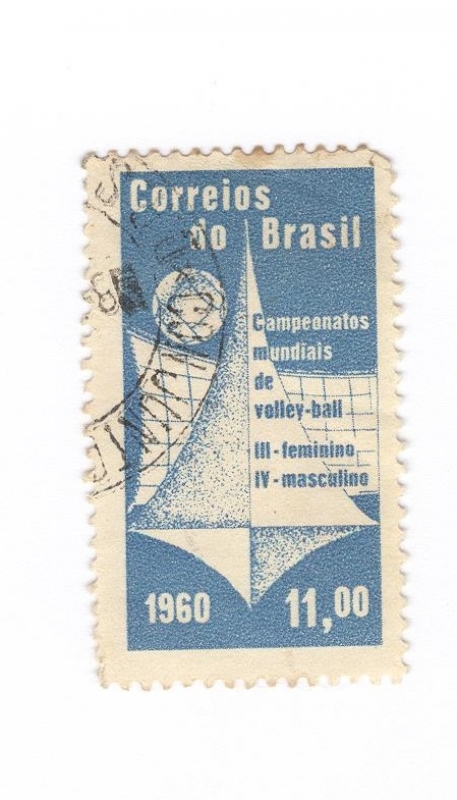 Correios
do Brasil
Campeonatos
mundiais
de
volley-ball
III-feminino
IV-masculino
1960
11,00